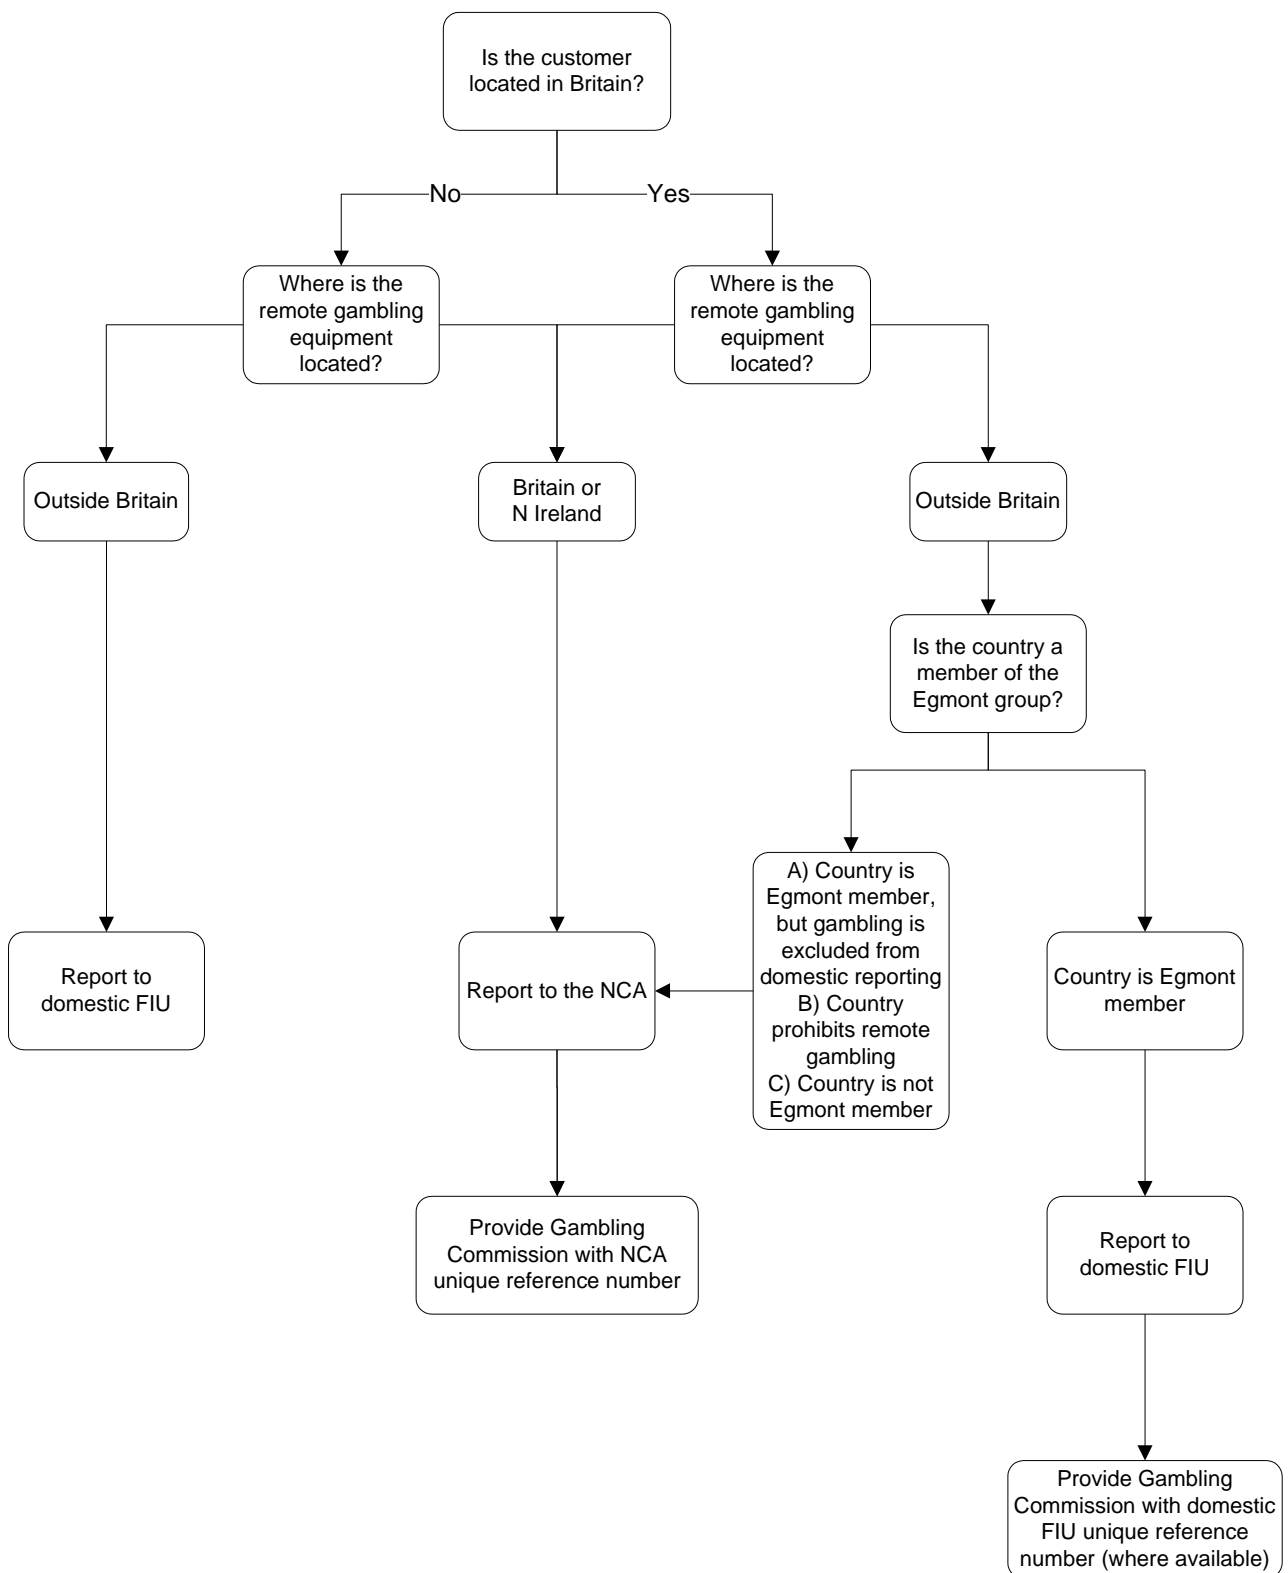 Is the customer
located in Britain?
No
Yes
Where is the
remote gambling
equipment
located?
Where is the
remote gambling
equipment
located?
Outside Britain
Britain or
N Ireland
Outside Britain
Is the country a
member of the
Egmont group?
A) Country is
Egmont member,
but gambling is
excluded from
domestic reporting
B) Country
prohibits remote
gambling
C) Country is not
Egmont member
Report to
domestic FIU
Report to the NCA
Country is Egmont
member
Provide Gambling
Commission with NCA
unique reference number
Report to
domestic FIU
Provide Gambling
Commission with domestic
FIU unique reference
number (where available)